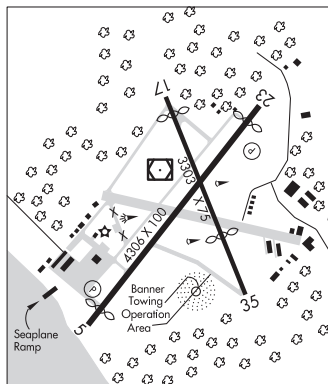 17
23
3303 X 75
P
X
X
4306 X 100
P
Banner
Towing
Operation
Area
5
35
Seaplane
Ramp